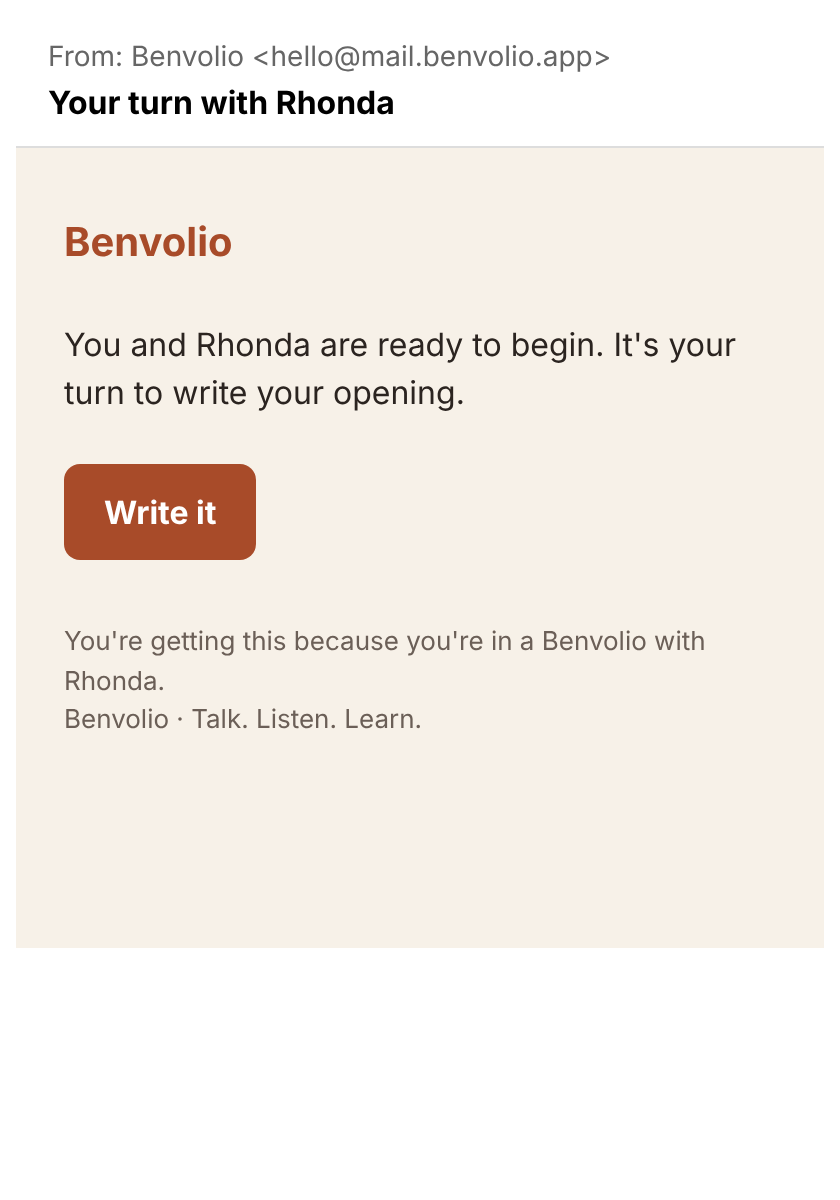 From: Benvolio <hello@mail.benvolio.app>
Your turn with Rhonda
Benvolio
You and Rhonda are ready to begin. It's your
turn to write your opening.
Write it
You're getting this because you're in a Benvolio with
Rhonda.
Benvolio · Talk. Listen. Learn.